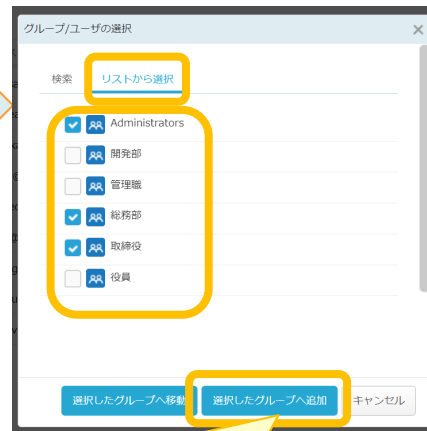 グループ/ユーザの選択
検索 リストから選択
Administrators
開発部
管理職
総務部
取締役
役員
選択したグループへ移動 選択したグループへ追加 キャンセル